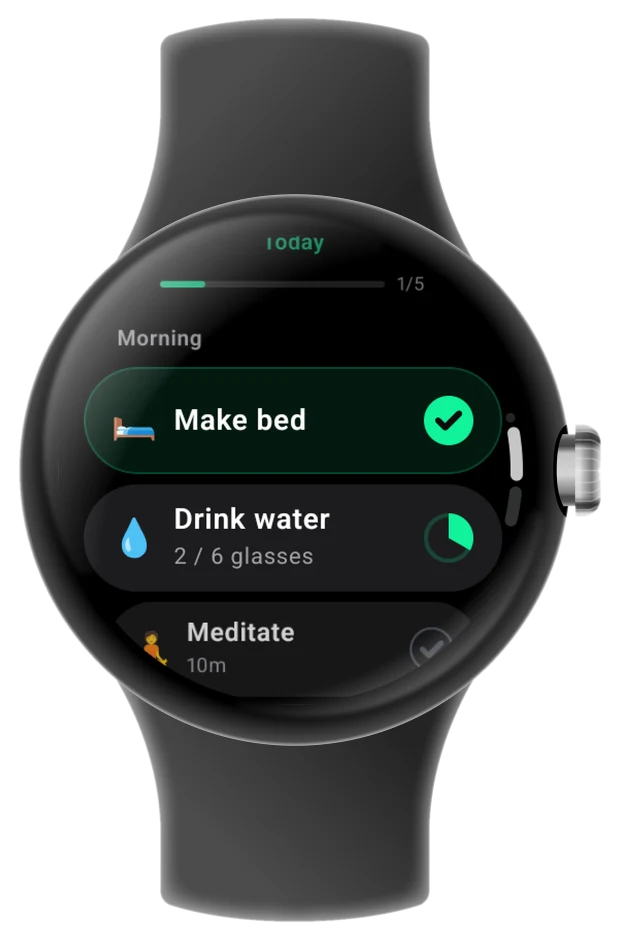 Today
1/5
Morning
Make bed
Drink water
2 / 6 glasses
Meditate
10m